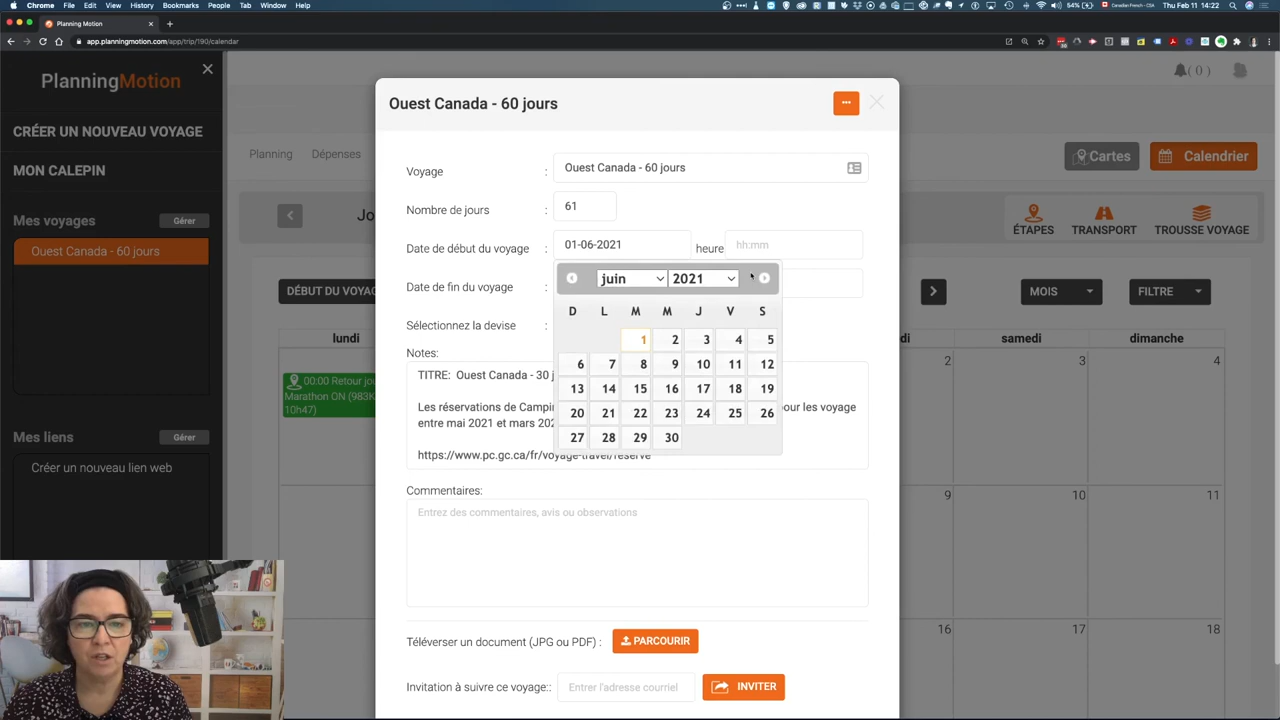 Chrome File Edit View History Bookmarks People Tab Window Help
54% Canadian French - CSA Thu Feb 11 14:22
Planning Motion
app.planningmotion.com/app/trip/190/calendar
PlanningMotion
CRÉER UN NOUVEAU VOYAGE
MON CALEPIN
Mes voyages Gérer
Ouest Canada - 60 jours
Mes liens Gérer
Créer un nouveau lien web
( 0 )
Planning Dépenses
Cartes Calendrier
Jo
ÉTAPES TRANSPORT TROUSSE VOYAGE
DÉBUT DU VOYAG
MOIS FILTRE
lundi samedi dimanche
2 3 4
00:00 Retour jou
Marathon ON (983K
10h47)
9 10 11
16 17 18
Ouest Canada - 60 jours
Voyage : Ouest Canada - 60 jours
Nombre de jours : 61
Date de début du voyage : 01-06-2021 heure hh:mm
Date de fin du voyage :
Sélectionnez la devise :
juin 2021
D L M M J V S
1 2 3 4 5
6 7 8 9 10 11 12
13 14 15 16 17 18 19
20 21 22 23 24 25 26
27 28 29 30
Notes:
TITRE: Ouest Canada - 30 j
Les réservations de Campin
our les voyage
entre mai 2021 et mars 202
https://www.pc.gc.ca/fr/voyage-travel/reserve
Commentaires:
Entrez des commentaires, avis ou observations
Téléverser un document (JPG ou PDF) : PARCOURIR
Invitation à suivre ce voyage:: Entrer l'adresse courriel INVITER